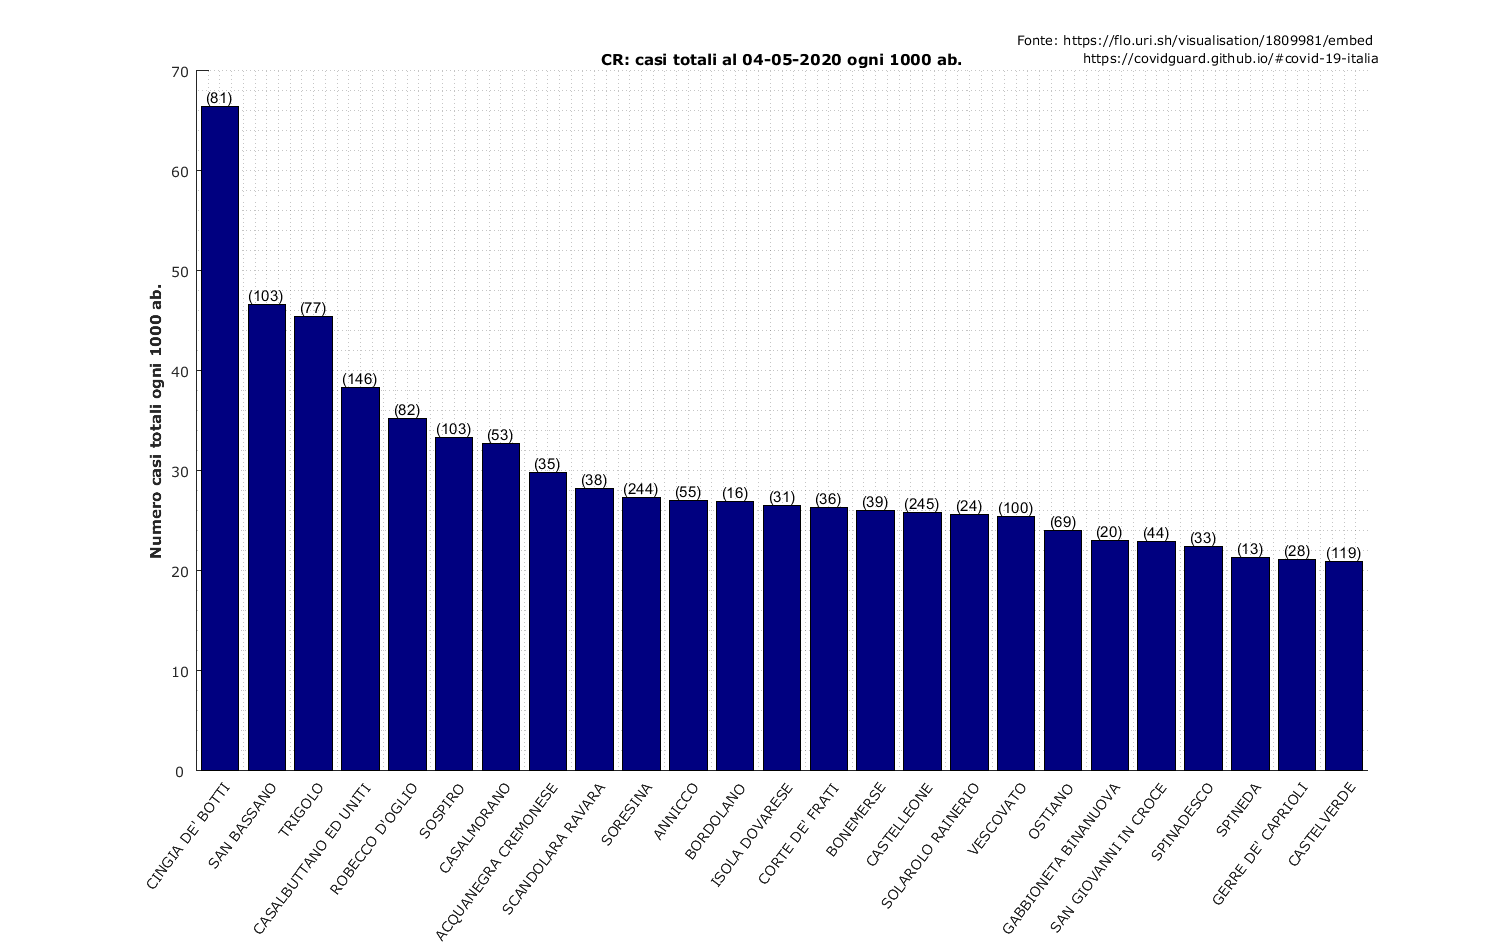 Fonte: https://flo.uri.sh/visualisation/1809981/embed
https://covidguard.github.io/#covid-19-italia
CR: casi totali al 04-05-2020 ogni 1000 ab.
Numero casi totali ogni 1000 ab.
70
60
50
40
30
20
10
0
(81)
(103)
(77)
(146)
(82)
(103)
(53)
(35)
(38)
(244)
(55)
(16)
(31)
(36)
(39)
(245)
(24)
(100)
(69)
(20)
(44)
(33)
(13)
(28)
(119)
CINGIA DE' BOTTI
SAN BASSANO
TRIGOLO
CASALBUTTANO ED UNITI
ROBECCO D'OGLIO
SOSPIRO
CASALMORANO
ACQUANEGRA CREMONESE
SCANDOLARA RAVARA
SORESINA
ANNICCO
BORDOLANO
ISOLA DOVARESE
CORTE DE' FRATI
BONEMERSE
CASTELLEONE
SOLAROLO RAINERIO
VESCOVATO
OSTIANO
GABBIONETA BINANUOVA
SAN GIOVANNI IN CROCE
SPINADESCO
SPINEDA
GERRE DE' CAPRIOLI
CASTELVERDE